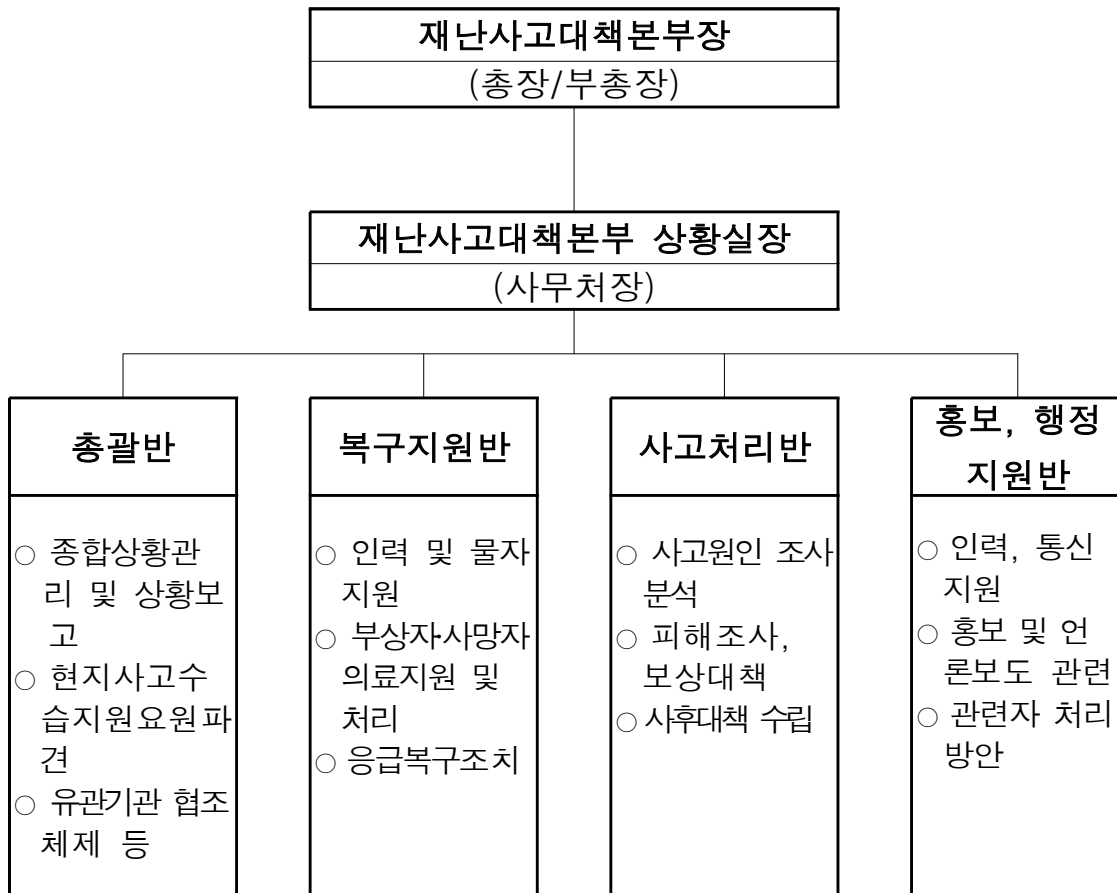 재난사고대책본부장
(총장/부총장)
재난사고대책본부 상황실장
(사무처장)
총괄반
○ 종합상황관
리 및 상황보
고
○ 현지사고수
습지원요원파
견
○ 유관기관 협조
체제 등
복구지원반
○ 인력 및 물자
지원
○ 부상자·사망자
의료지원 및
처리
○ 응급복구조치
사고처리반
○ 사고원인 조사
분석
○ 피해조사,
보상대책
○ 사후대책 수립
홍보, 행정
지원반
○ 인력, 통신
지원
○ 홍보 및 언
론보도 관련
○ 관련자 처리
방안